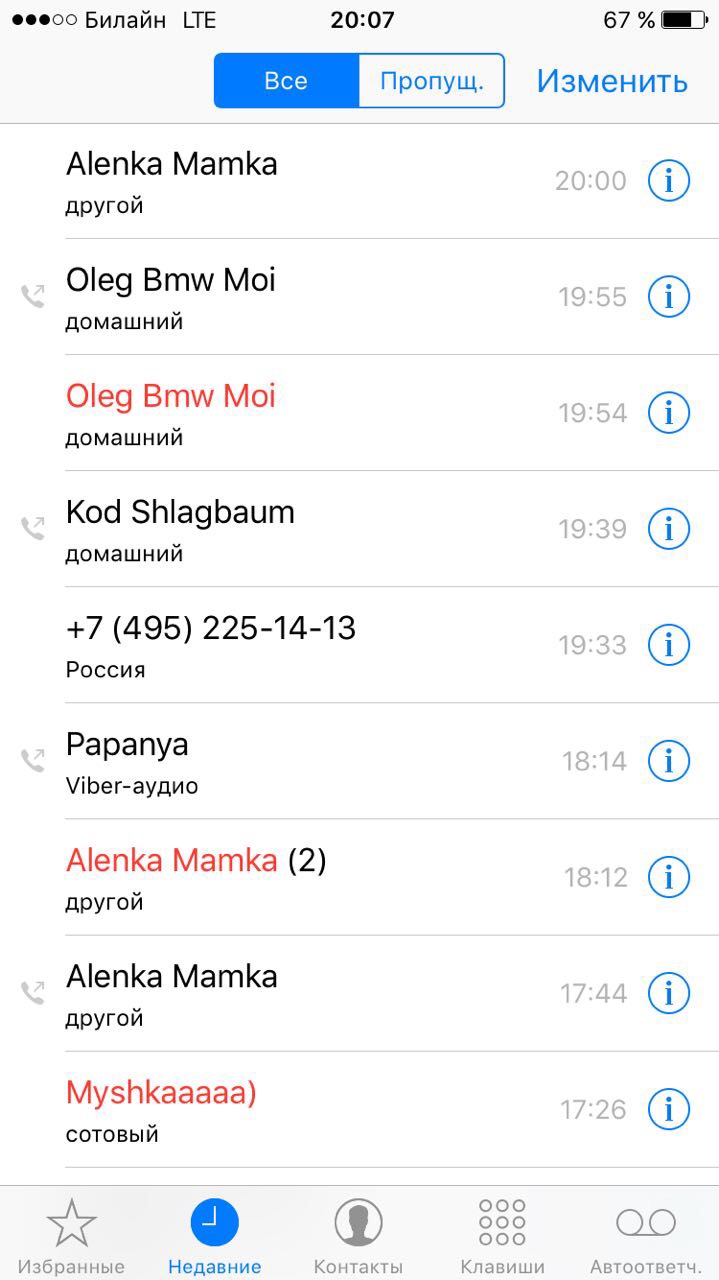 Билайн LTE 20:07 67 %
Все Пропущ. Изменить
Alenka Mamka
другой
20:00
Oleg Bmw Moi
домашний
19:55
Oleg Bmw Moi
домашний
19:54
Kod Shlagbaum
домашний
19:39
+7 (495) 225-14-13
Россия
19:33
Papanya
Viber-аудио
18:14
Alenka Mamka (2)
другой
18:12
Alenka Mamka
другой
17:44
Myshkaaaaa)
сотовый
17:26
Избранные Недавние Контакты Клавиши Автоответч.